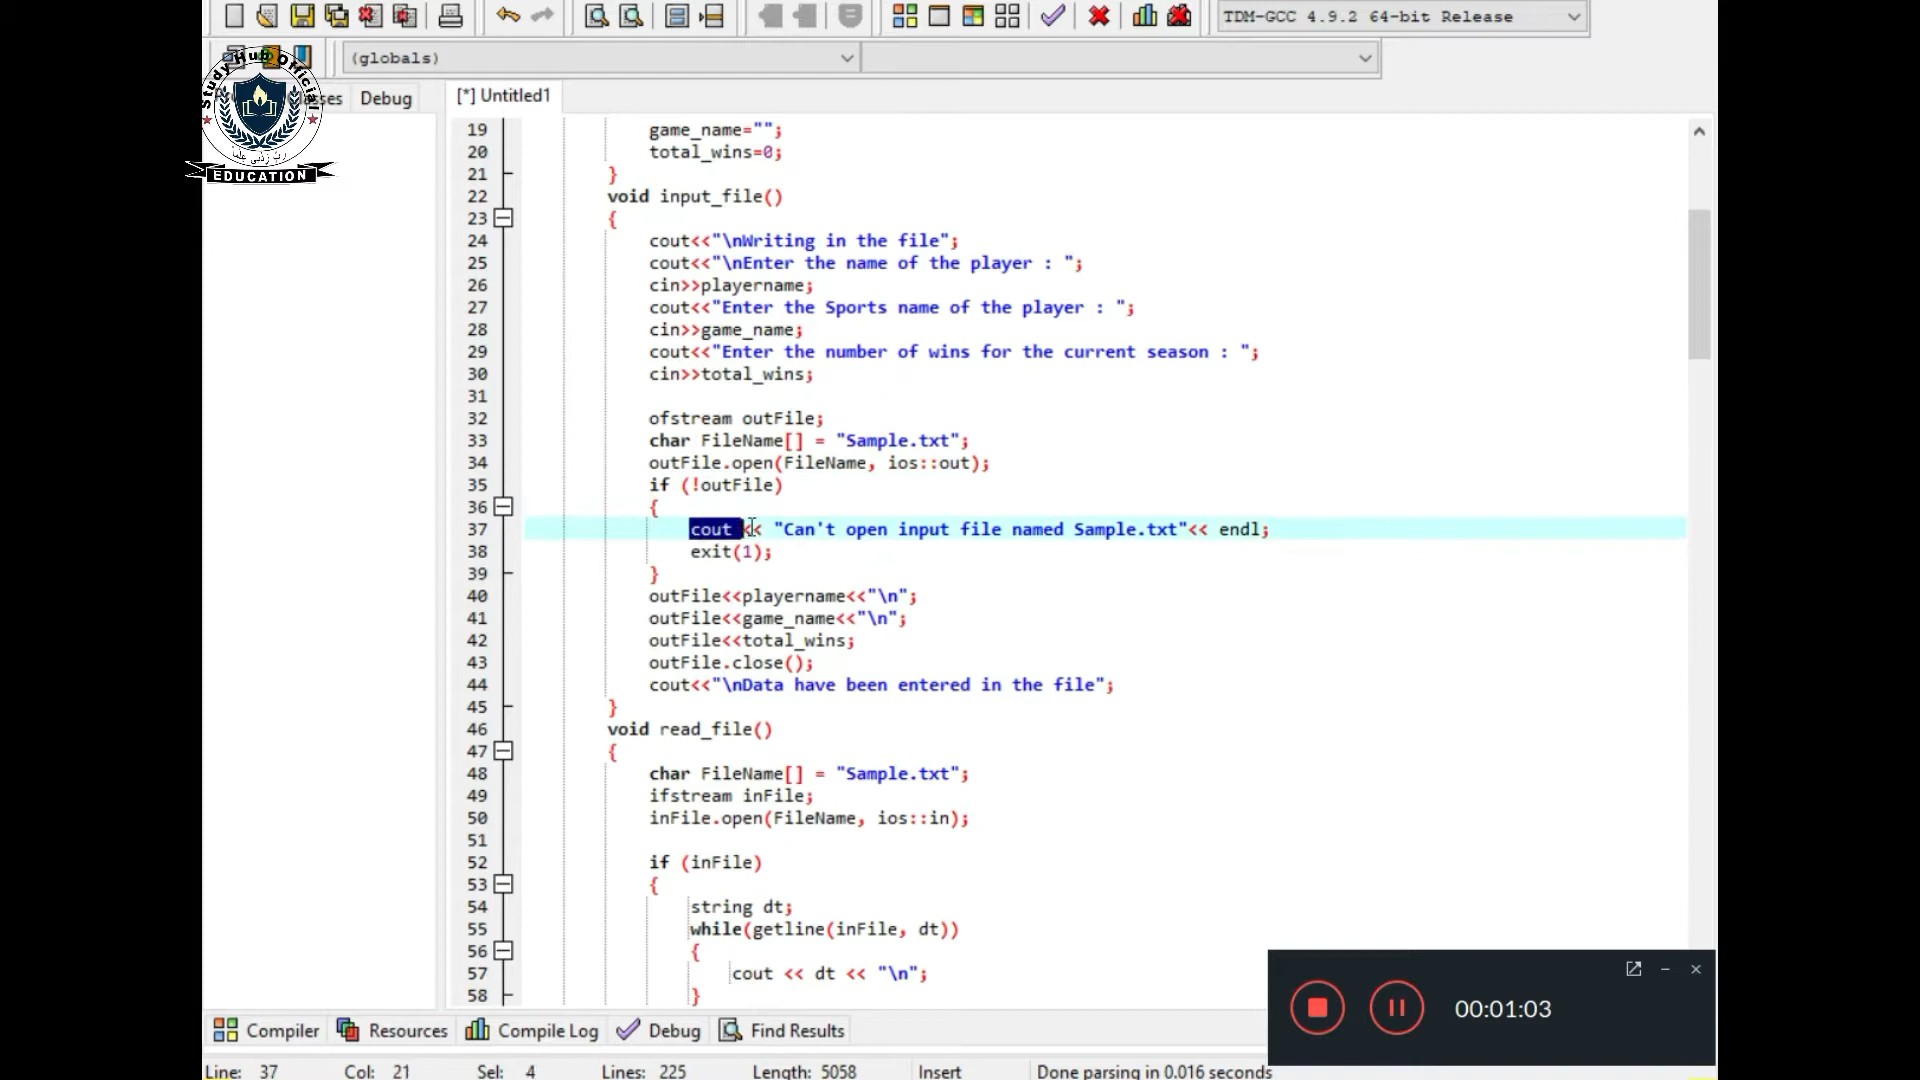 TDM-GCC 4.9.2 64-bit Release
(globals)
Study Hub Official
EDUCATION
Debug
[*] Untitled1
19 game_name="";
20 total_wins=0;
21 }
22 void input_file()
23 {
24 cout<<"\nWriting in the file";
25 cout<<"\nEnter the name of the player : ";
26 cin>>playername;
27 cout<<"Enter the Sports name of the player : ";
28 cin>>game_name;
29 cout<<"Enter the number of wins for the current season : ";
30 cin>>total_wins;
31
32 ofstream outFile;
33 char FileName[] = "Sample.txt";
34 outFile.open(FileName, ios::out);
35 if (!outFile)
36 {
37 cout << "Can't open input file named Sample.txt"<< endl;
38 exit(1);
39 }
40 outFile<<playername<<"\n";
41 outFile<<game_name<<"\n";
42 outFile<<total_wins;
43 outFile.close();
44 cout<<"\nData have been entered in the file";
45 }
46 void read_file()
47 {
48 char FileName[] = "Sample.txt";
49 ifstream inFile;
50 inFile.open(FileName, ios::in);
51
52 if (inFile)
53 {
54 string dt;
55 while(getline(inFile, dt))
56 {
57 cout << dt << "\n";
58 }
00:01:03
Compiler Resources Compile Log Debug Find Results
Line: 37 Col: 21 Sel: 4 Lines: 225 Length: 5058 Insert Done parsing in 0.016 seconds